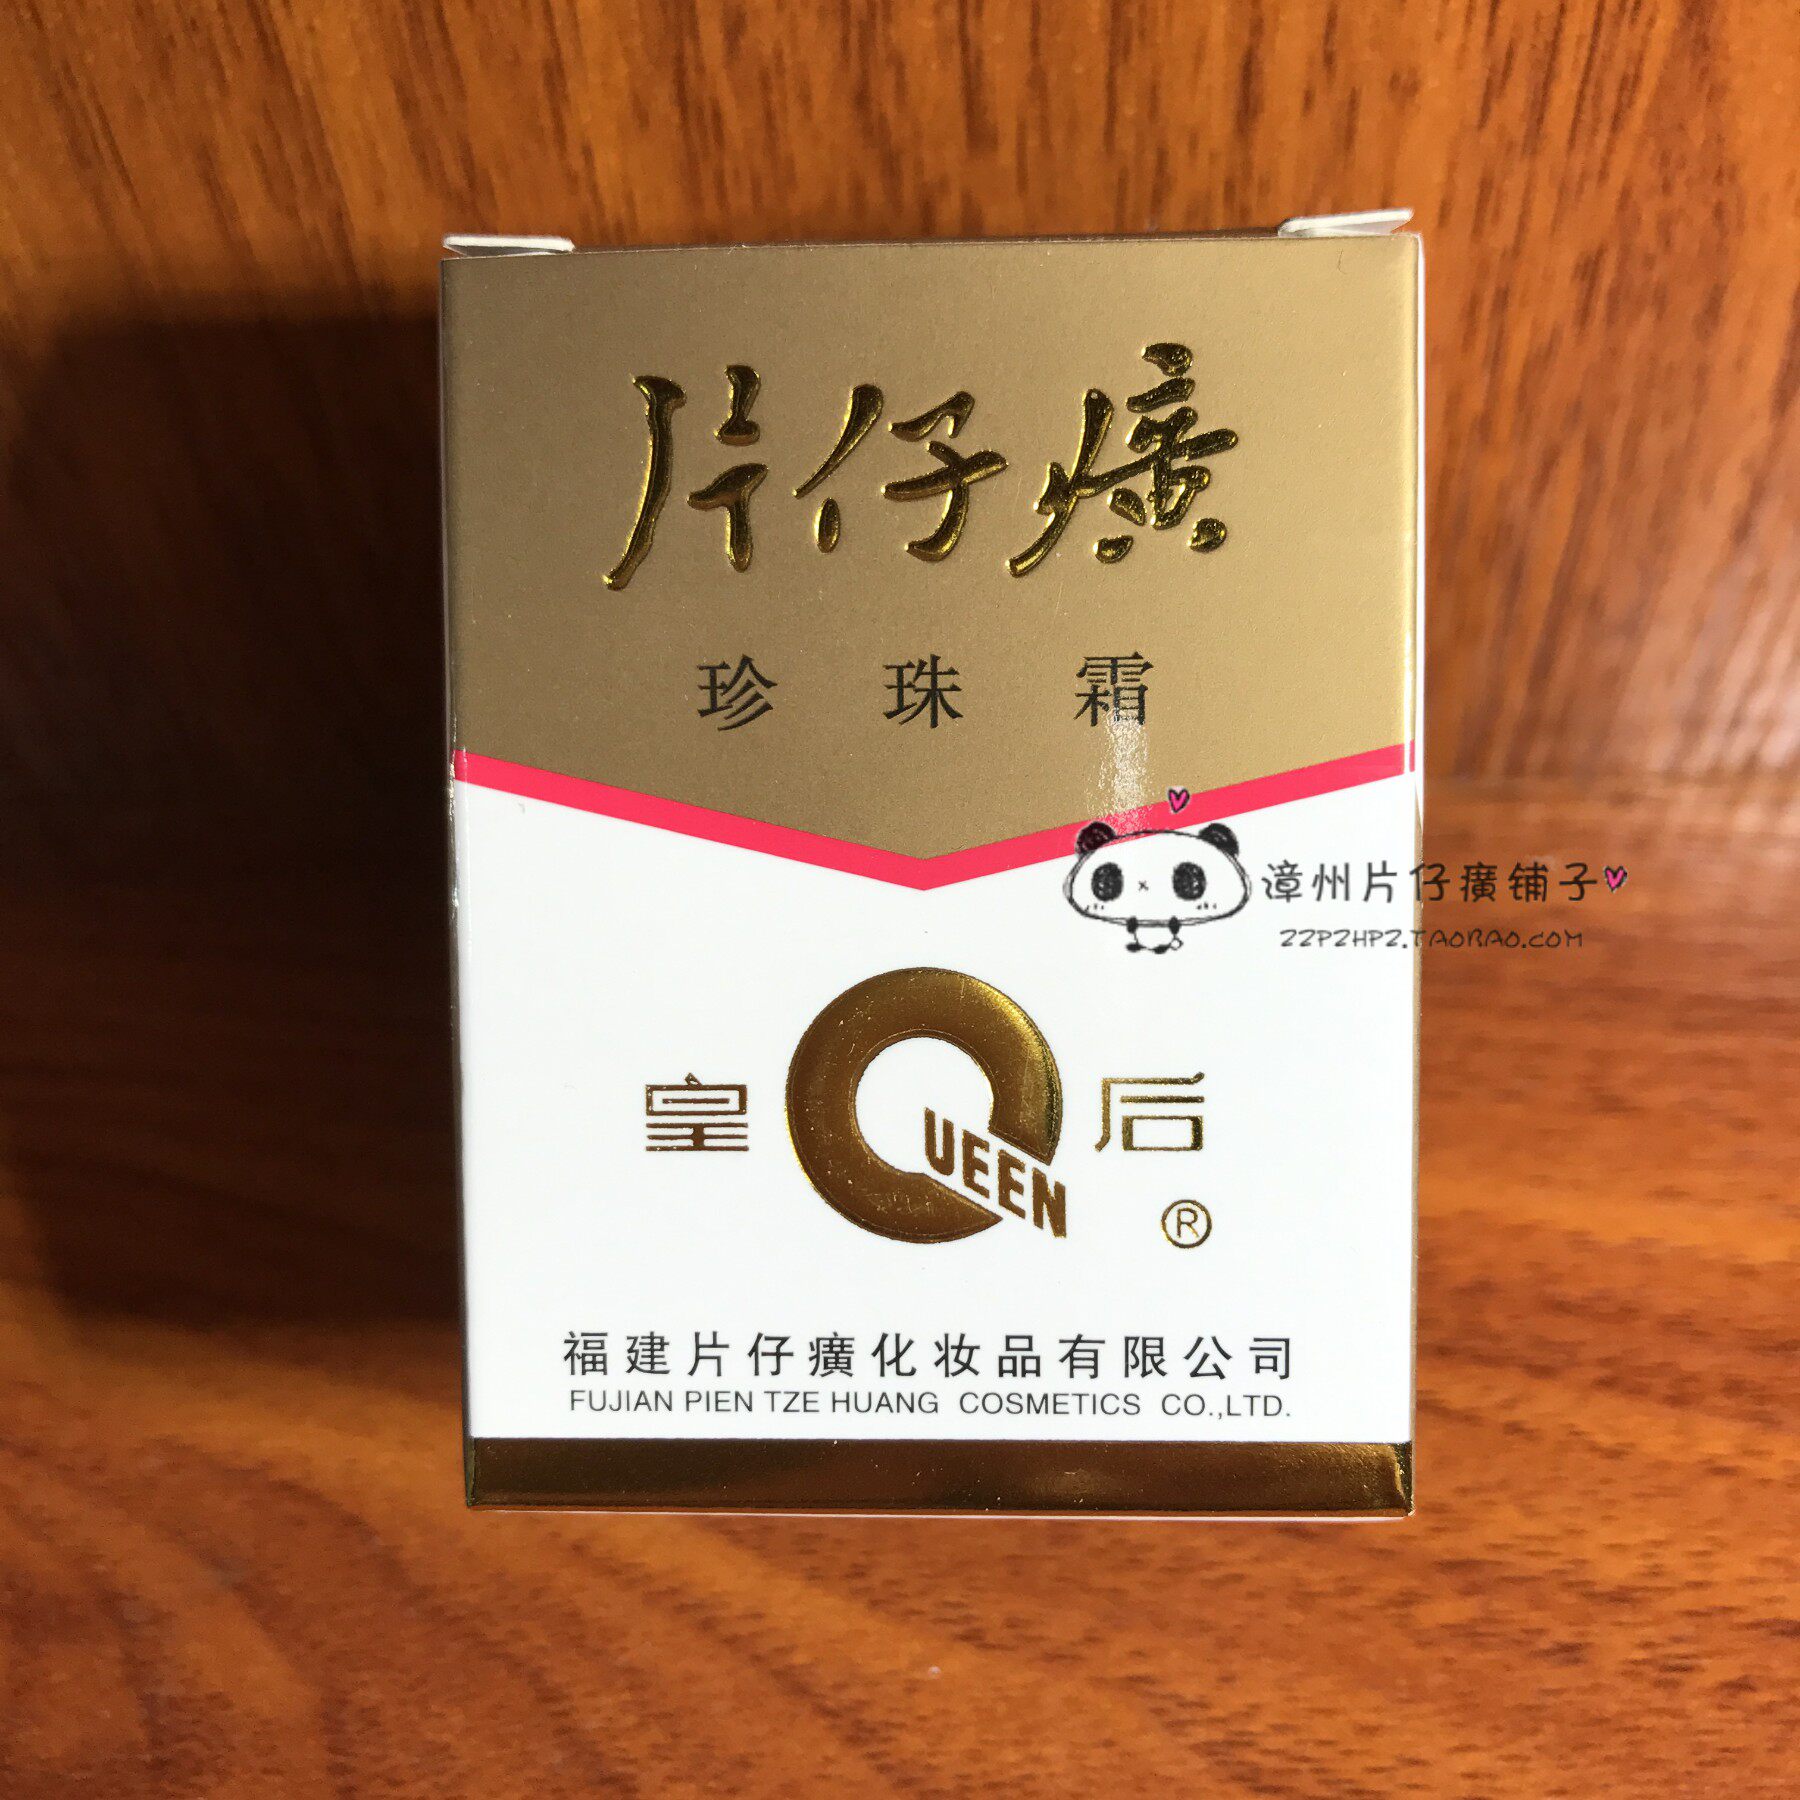 片仔癀
珍珠霜
漳州片仔癀铺子
ZZPZHPZ.TAOBAO.COM
皇 QUEEN 后
®
福建片仔癀化妆品有限公司
FUJIAN PIEN TZE HUANG COSMETICS CO.,LTD.